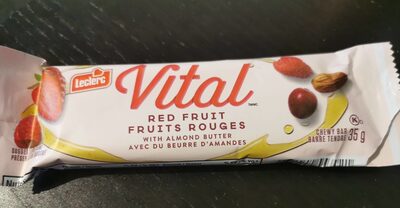 Leclerc
Vital
RED FRUIT
FRUITS ROUGES
WITH ALMOND BUTTER
AVEC DU BEURRE D'AMANDES
CHEWY BAR
BARRE TENDRE 35 g